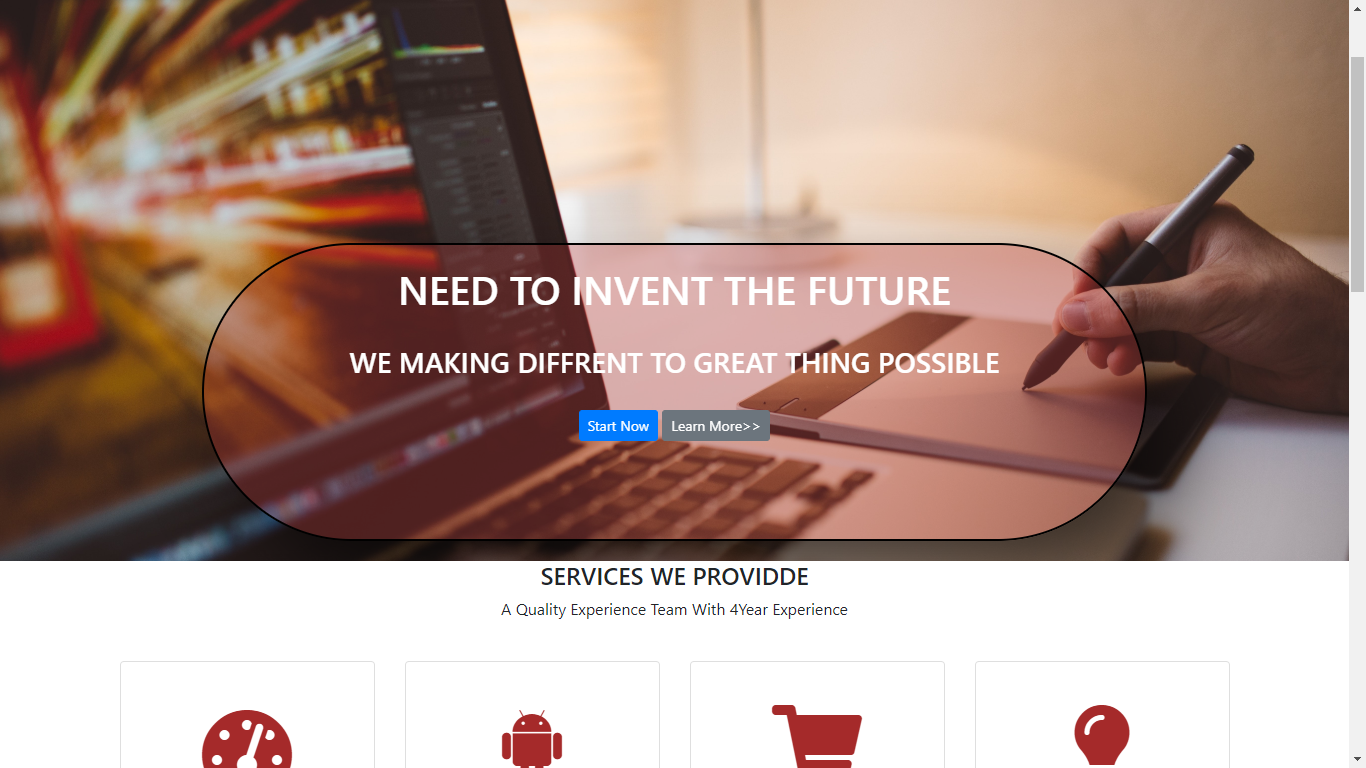 NEED TO INVENT THE FUTURE
WE MAKING DIFFRENT TO GREAT THING POSSIBLE
Start Now Learn More>>
SERVICES WE PROVIDDE
A Quality Experience Team With 4Year Experience